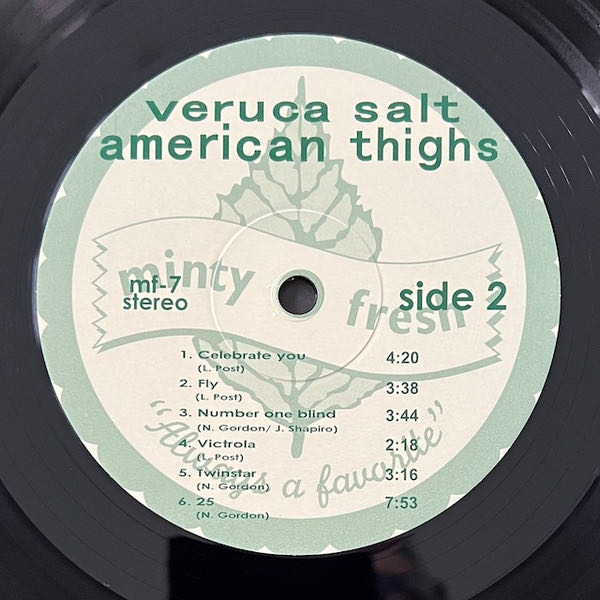 veruca salt
american thighs
minty
fresh
mf-7
stereo
side 2
1. Celebrate you 4:20
(L. Post)
2. Fly 3:38
(L. Post)
3. Number one blind 3:44
(N. Gordon/ J. Shapiro)
4. Victrola 2:18
(L. Post)
5. Twinstar 3:16
(N. Gordon)
6. 25 7:53
(N. Gordon)
"Always a favorite"